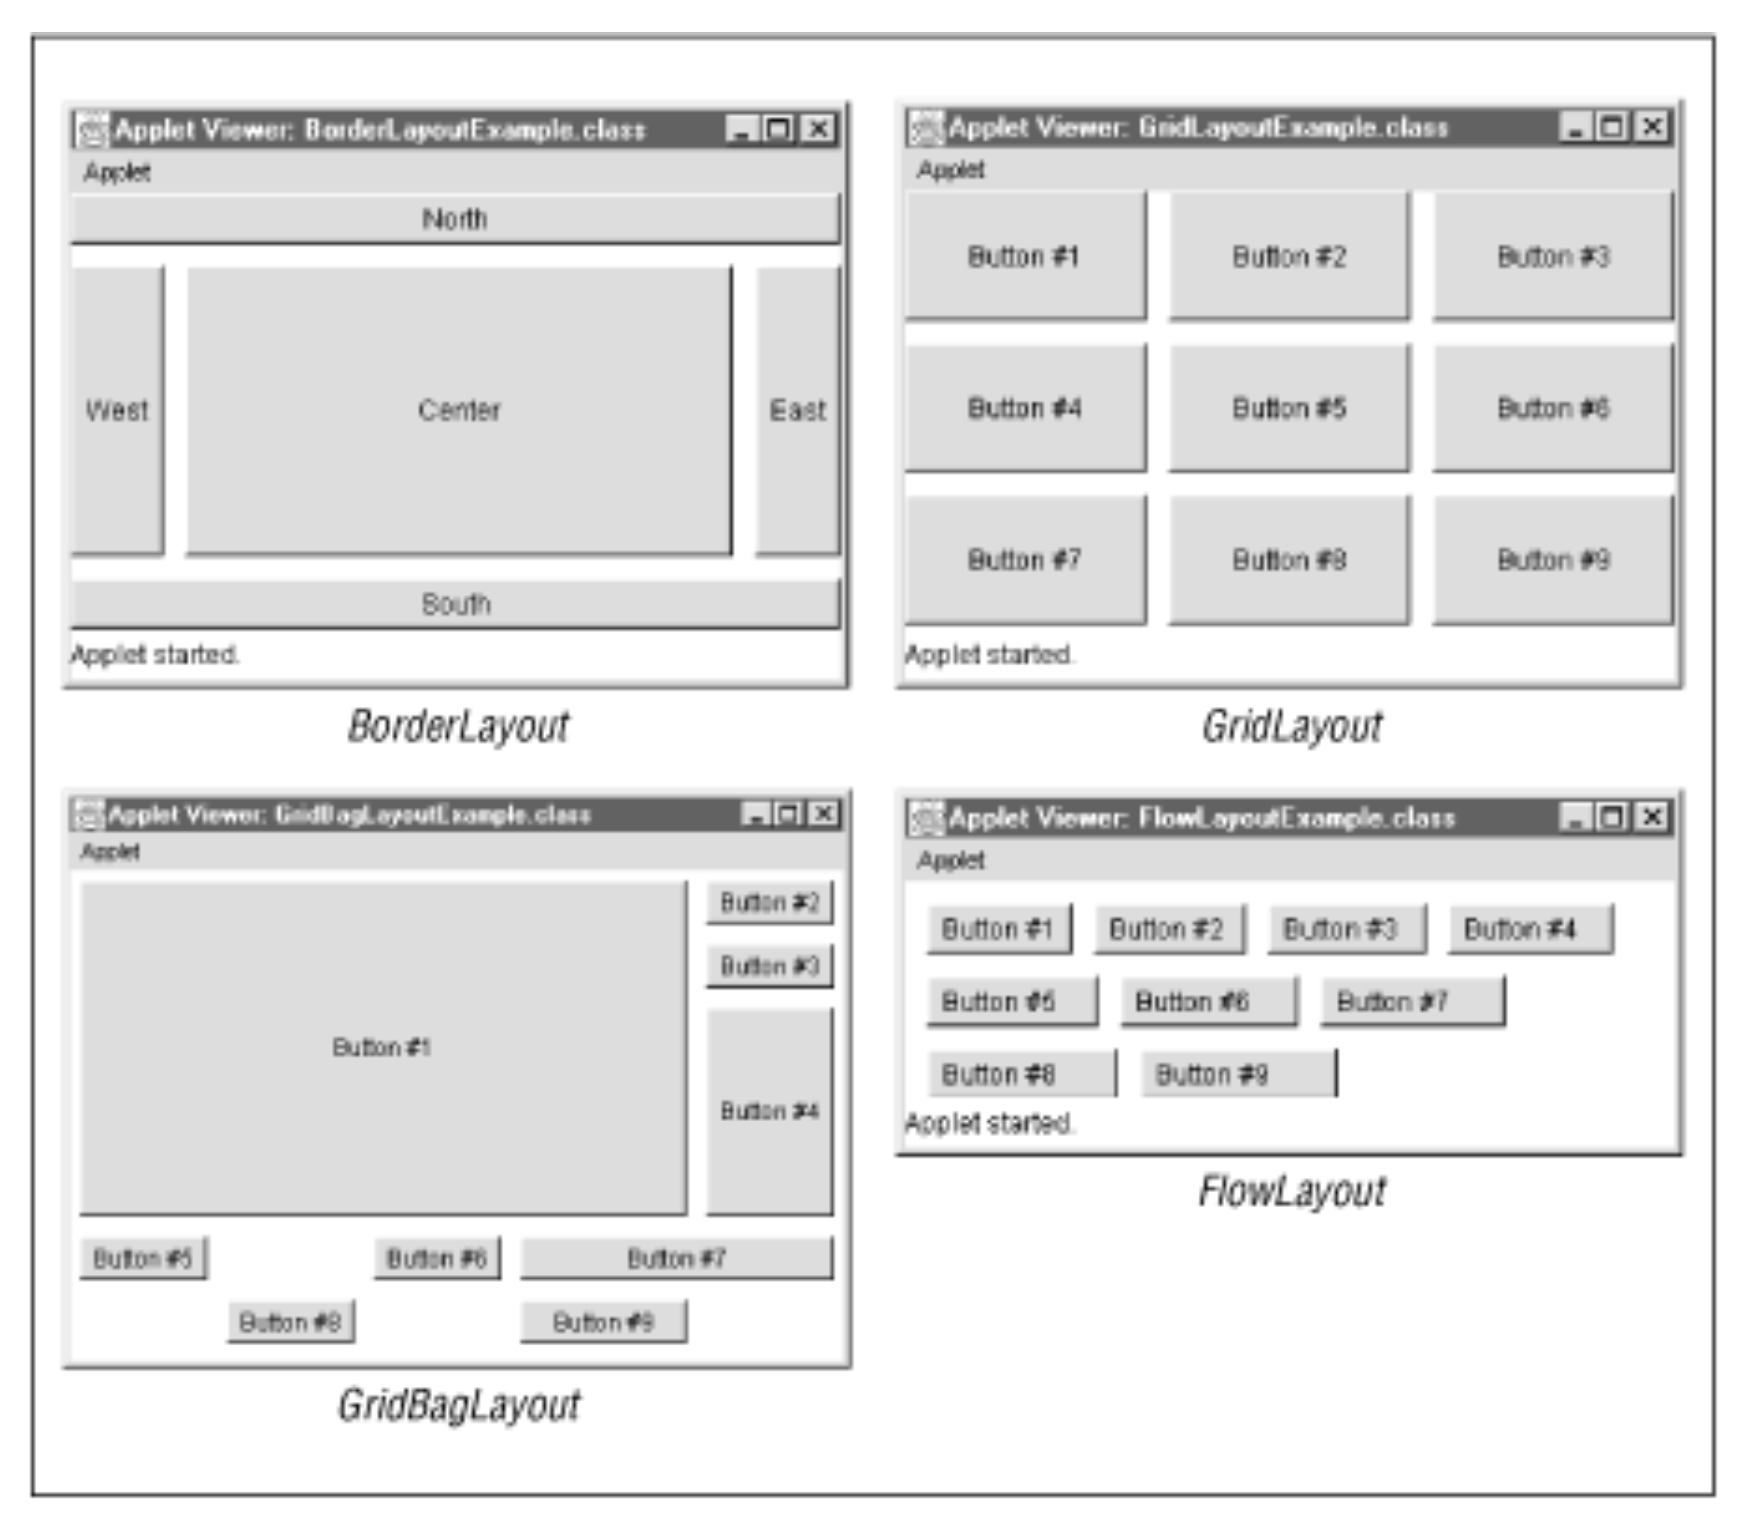 Applet Viewer: BorderLayoutExample.class
Applet
North
West
Center
East
South
Applet started.
BorderLayout
Applet Viewer: GridLayoutExample.class
Applet
Button #1
Button #2
Button #3
Button #4
Button #5
Button #6
Button #7
Button #8
Button #9
Applet started.
GridLayout
Applet Viewer: GridBagLayoutExample.class
Applet
Button #1
Button #2
Button #3
Button #4
Button #5
Button #6
Button #7
Button #8
Button #9
GridBagLayout
Applet Viewer: FlowLayoutExample.class
Applet
Button #1
Button #2
Button #3
Button #4
Button #5
Button #6
Button #7
Button #8
Button #9
Applet started.
FlowLayout